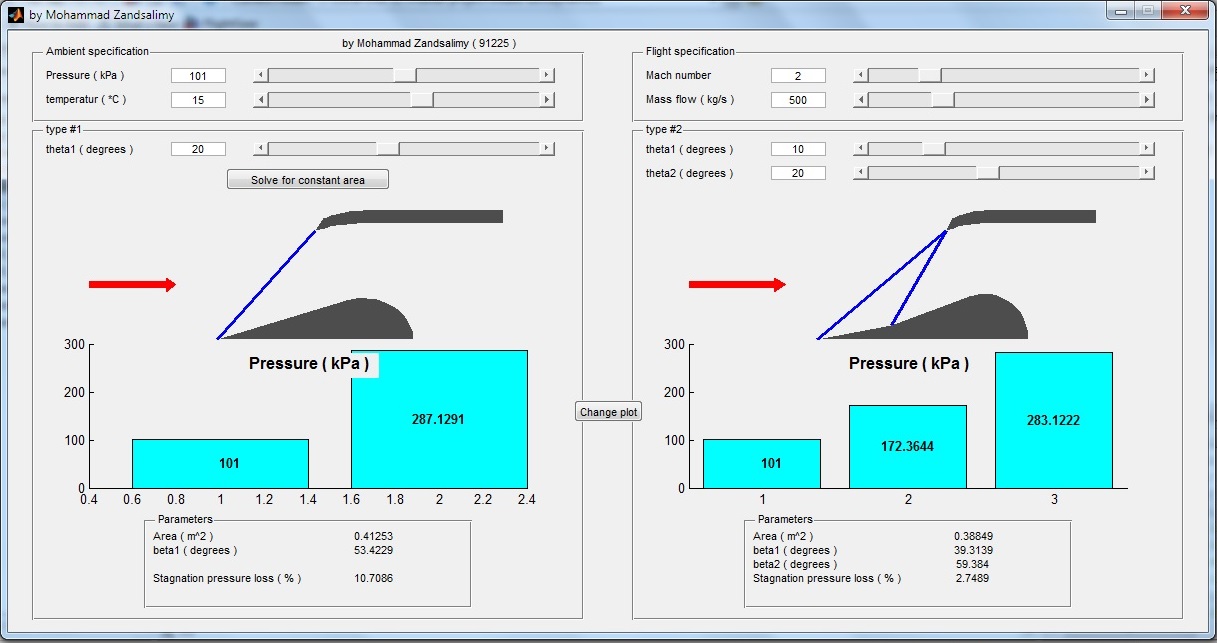 by Mohammad Zandsalimy
by Mohammad Zandsalimy ( 91225 )
Ambient specification
Pressure ( kPa ) 101
temperatur ( °C ) 15
type #1
theta1 ( degrees ) 20
Solve for constant area
Pressure ( kPa )
300
200
100
0
101
287.1291
0.4 0.6 0.8 1 1.2 1.4 1.6 1.8 2 2.2 2.4
Parameters
Area ( m^2 ) 0.41253
beta1 ( degrees ) 53.4229
Stagnation pressure loss ( % ) 10.7086
Change plot
Flight specification
Mach number 2
Mass flow ( kg/s ) 500
type #2
theta1 ( degrees ) 10
theta2 ( degrees ) 20
Pressure ( kPa )
300
200
100
0
101
172.3644
283.1222
1 2 3
Parameters
Area ( m^2 ) 0.38849
beta1 ( degrees ) 39.3139
beta2 ( degrees ) 59.384
Stagnation pressure loss ( % ) 2.7489